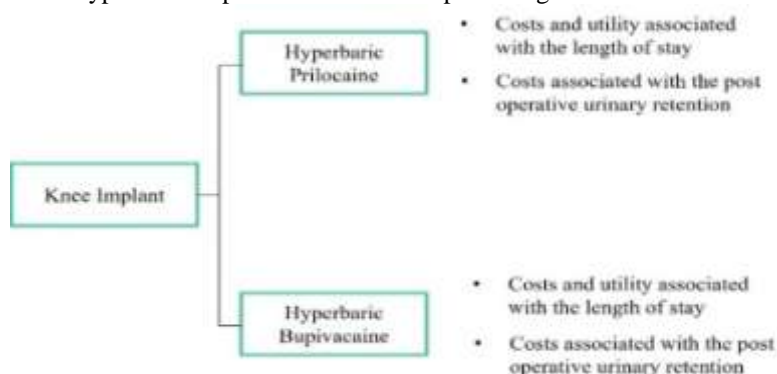 Hyperbaric
Prilocaine
• Costs and utility associated
with the length of stay
• Costs associated with the post
operative urinary retention
Knee Implant
Hyperbaric
Bupivacaine
• Costs and utility associated
with the length of stay
• Costs associated with the post
operative urinary retention